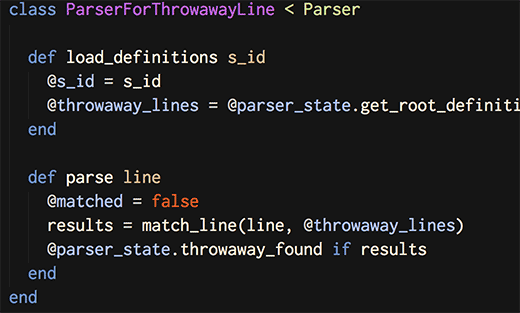 class ParserForThrowawayLine < Parser
def load_definitions s_id
@s_id = s_id
@throwaway_lines = @parser_state.get_root_definiti
end
def parse line
@matched = false
results = match_line(line, @throwaway_lines)
@parser_state.throwaway_found if results
end
end